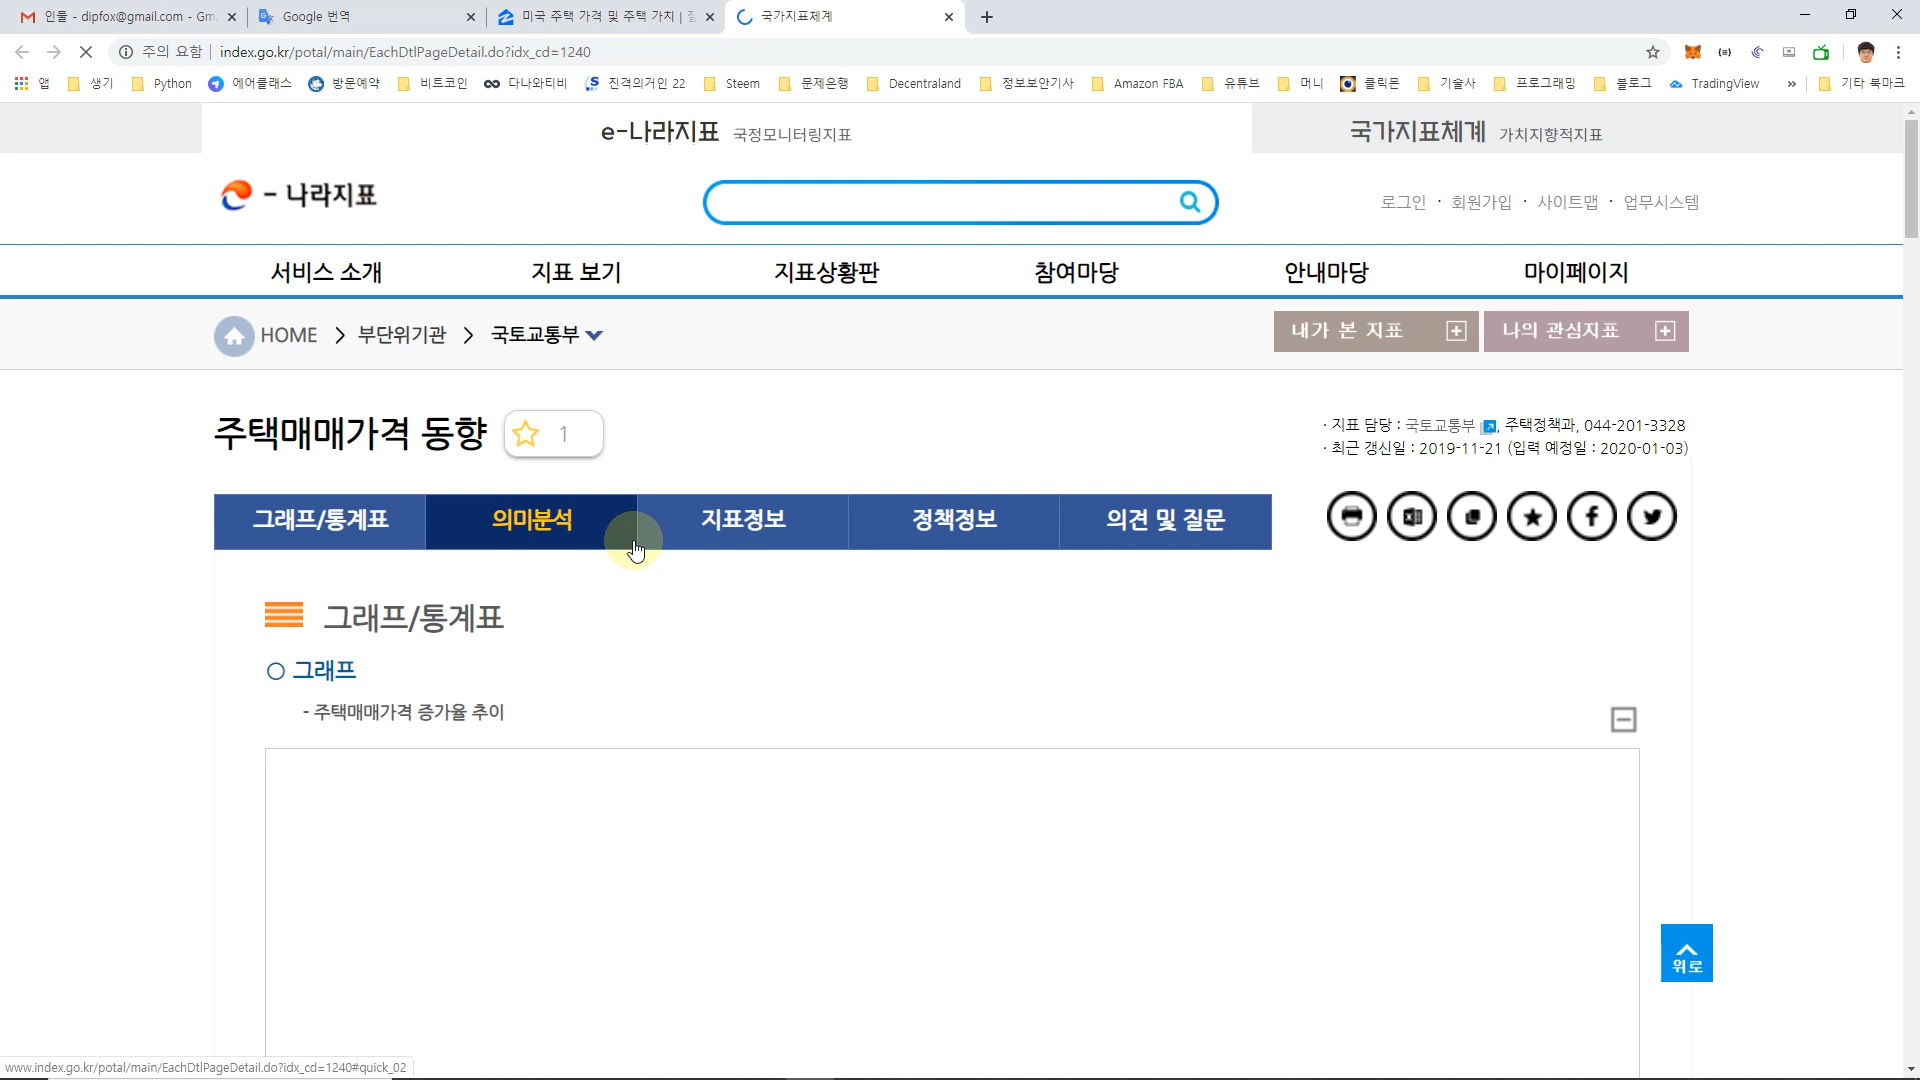 인물 - dipfox@gmail.com - Gm
Google 번역
미국 주택 가격 및 주택 가치 | 질
국가지표체계
주의 요함 | index.go.kr/potal/main/EachDtlPageDetail.do?idx_cd=1240
앱 생기 Python 에어클래스 방문예약 비트코인 다나와티비 진격의거인 22 Steem 문제은행 Decentraland 정보보안기사 Amazon FBA 유튜브 머니 클릭몬 기술사 프로그래밍 블로그 TradingView » 기타 북마크
e-나라지표 국정모니터링지표
국가지표체계 가치지향적지표
- 나라지표
로그인 · 회원가입 · 사이트맵 · 업무시스템
서비스 소개 지표 보기 지표상황판 참여마당 안내마당 마이페이지
HOME > 부단위기관 > 국토교통부
내가 본 지표
나의 관심지표
주택매매가격 동향
1
· 지표 담당 : 국토교통부 , 주택정책과, 044-201-3328
· 최근 갱신일 : 2019-11-21 (입력 예정일 : 2020-01-03)
그래프/통계표 의미분석 지표정보 정책정보 의견 및 질문
그래프/통계표
그래프
- 주택매매가격 증가율 추이
위로
www.index.go.kr/potal/main/EachDtlPageDetail.do?idx_cd=1240#quick_02